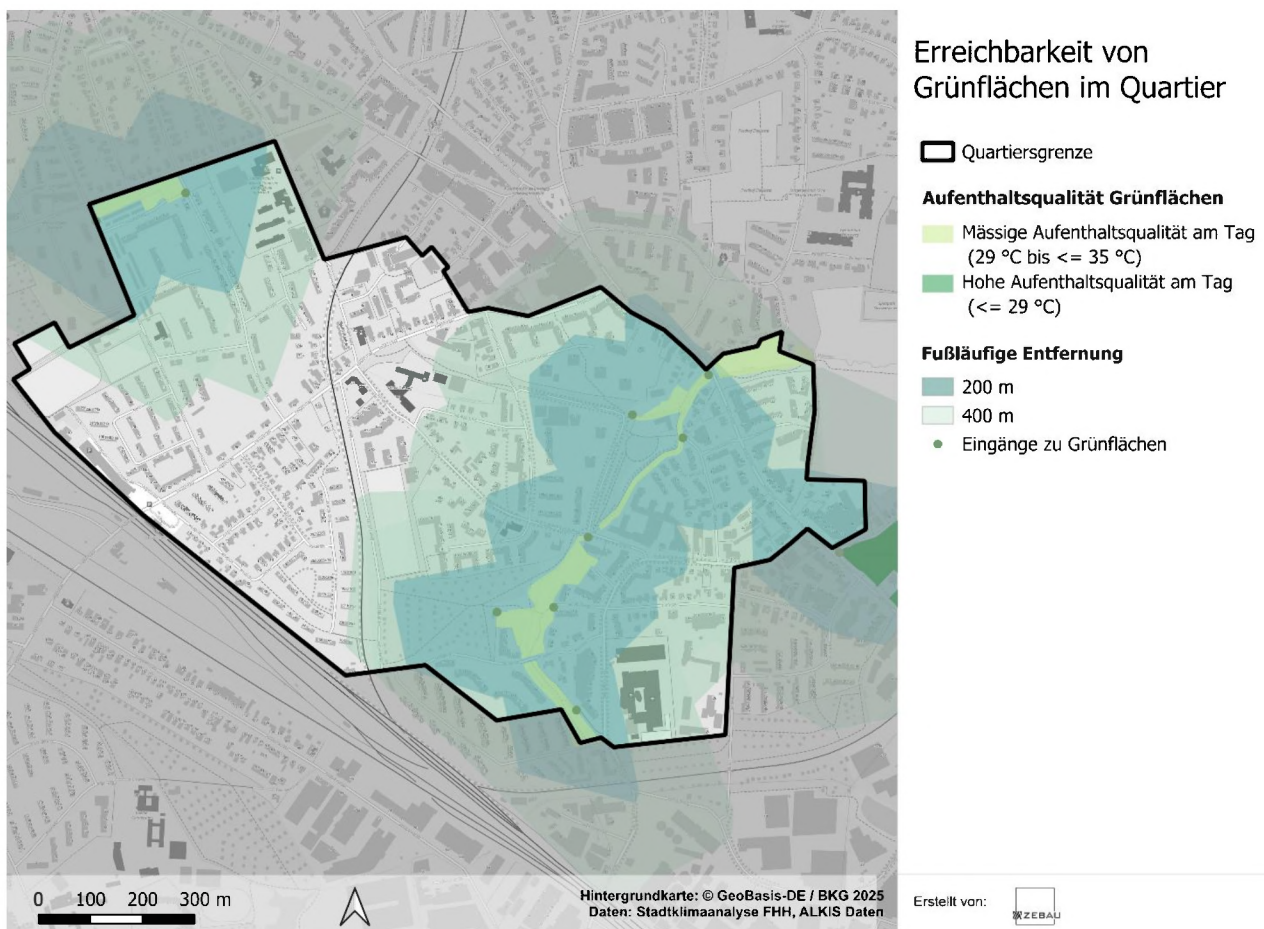 Erreichbarkeit von
Grünflächen im Quartier
Quartiersgrenze
Aufenthaltsqualität Grünflächen
Mässige Aufenthaltsqualität am Tag
(29 °C bis <= 35 °C)
Hohe Aufenthaltsqualität am Tag
(<= 29 °C)
Fußläufige Entfernung
200 m
400 m
Eingänge zu Grünflächen
0 100 200 300 m
Hintergrundkarte: © GeoBasis-DE / BKG 2025
Daten: Stadtklimaanalyse FHH, ALKIS Daten
Erstellt von:
ZEBAU